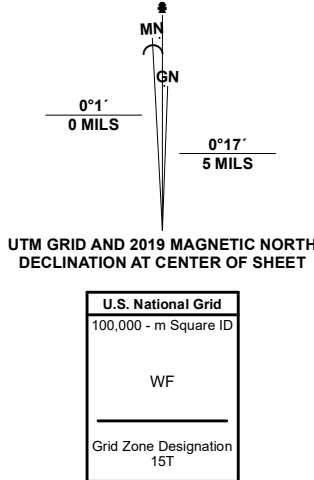 MN
GN
0°1´
0 MILS
0°17´
5 MILS
UTM GRID AND 2019 MAGNETIC NORTH
DECLINATION AT CENTER OF SHEET
U.S. National Grid
100,000 - m Square ID
WF
Grid Zone Designation
15T